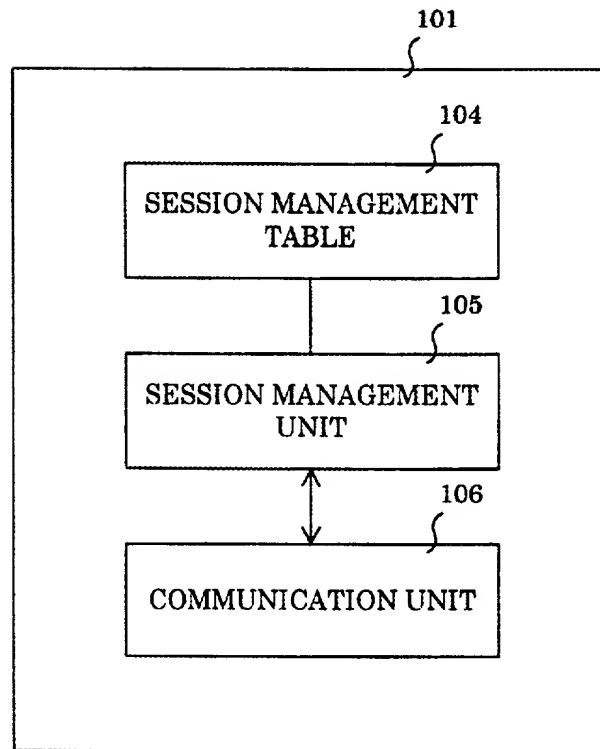 101
104
SESSION MANAGEMENT
TABLE
105
SESSION MANAGEMENT
UNIT
106
COMMUNICATION UNIT